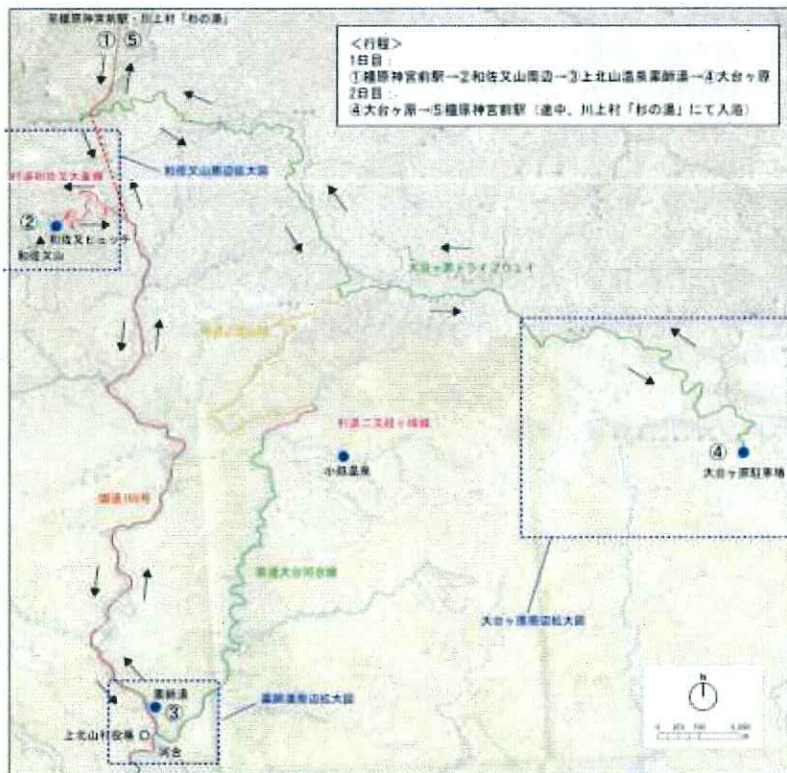 至橿原神宮前駅・川上村「杉の湯」
① ⑤
<行程>
1日目:
①橿原神宮前駅→②和佐又山周辺→③上北山温泉薬師湯→④大台ヶ原
2日目:
④大台ヶ原→⑤橿原神宮前駅(途中、川上村「杉の湯」にて入浴)
和佐又山周辺拡大図
村道和佐又大普線
②
▲和佐又ヒュッテ
和佐又山
大台ヶ原ドライブウェイ
④
大台ヶ原駐車場
小処温泉
国道169号
県道大台河合線
大台ヶ原周辺拡大図
薬師湯
③
薬師湯周辺拡大図
上北山村役場
河合
N